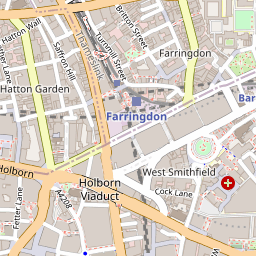 Hatton Wall
Saffron Hill
Thameslink
Turnmill Street
Britton Street
Farringdon
Hatton Garden
Farringdon
Bar
West Smithfield
Cock Lane
Holborn
Holborn
Viaduct
A4208
Fetter Lane